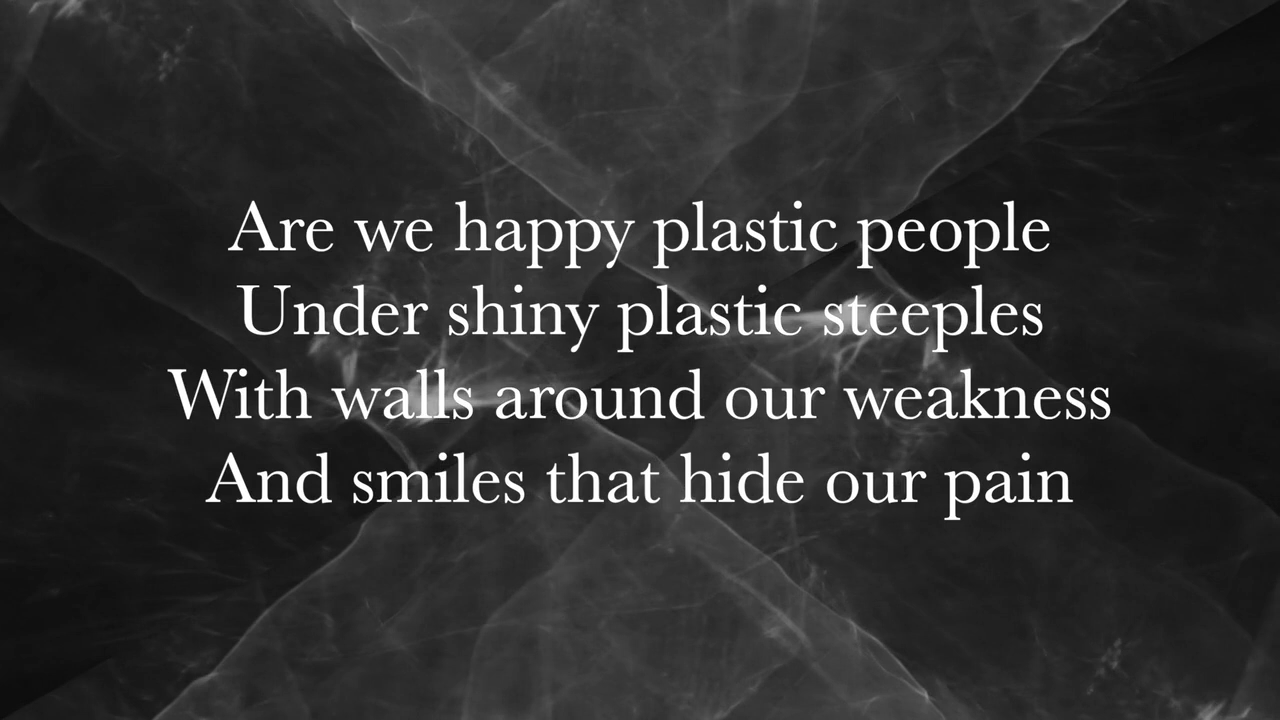 Are we happy plastic people
Under shiny plastic steeples
With walls around our weakness
And smiles that hide our pain